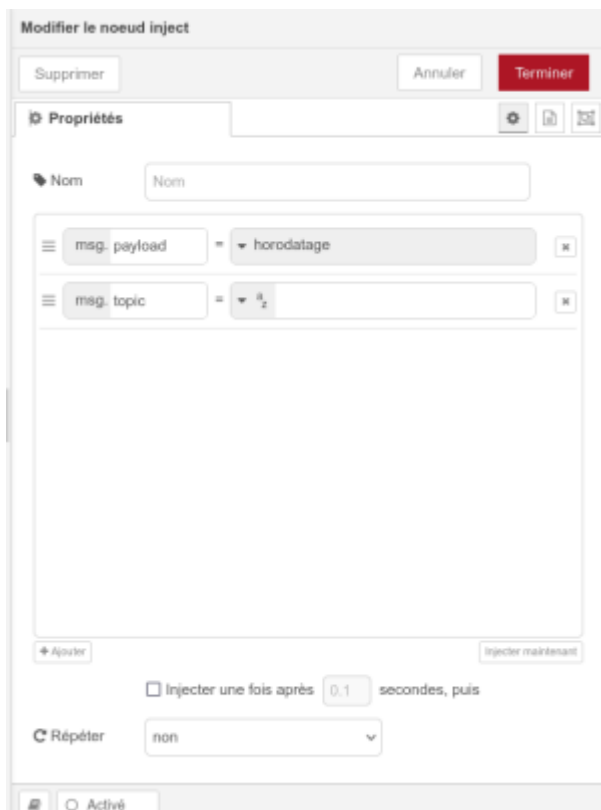 Modifier le noeud inject
Supprimer Annuler Terminer
Propriétés
Nom Nom
msg. payload = horodatage
msg. topic = a z
Ajouter Injecter maintenant
Injecter une fois après 0.1 secondes, puis
Répéter non
Activé